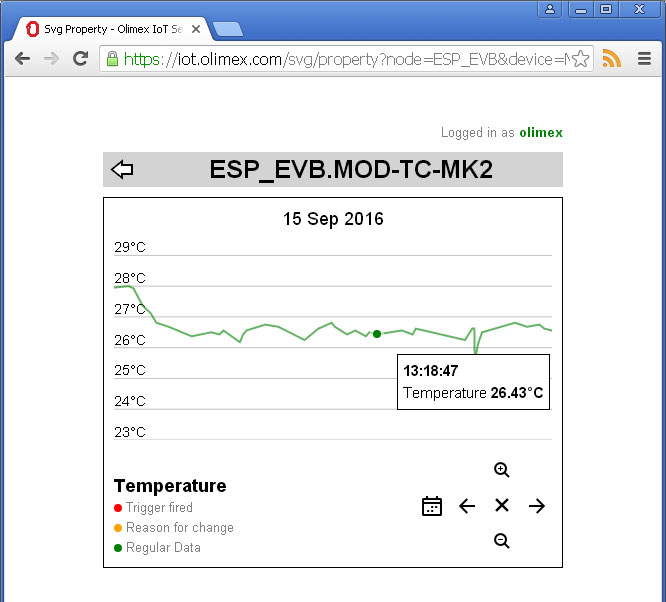 Svg Property - Olimex IoT Se
https://iot.olimex.com/svg/property?node=ESP_EVB&device=M
Logged in as olimex
ESP_EVB.MOD-TC-MK2
15 Sep 2016
29°C
28°C
27°C
26°C
25°C
24°C
23°C
13:18:47
Temperature 26.43°C
Temperature
Trigger fired
Reason for change
Regular Data